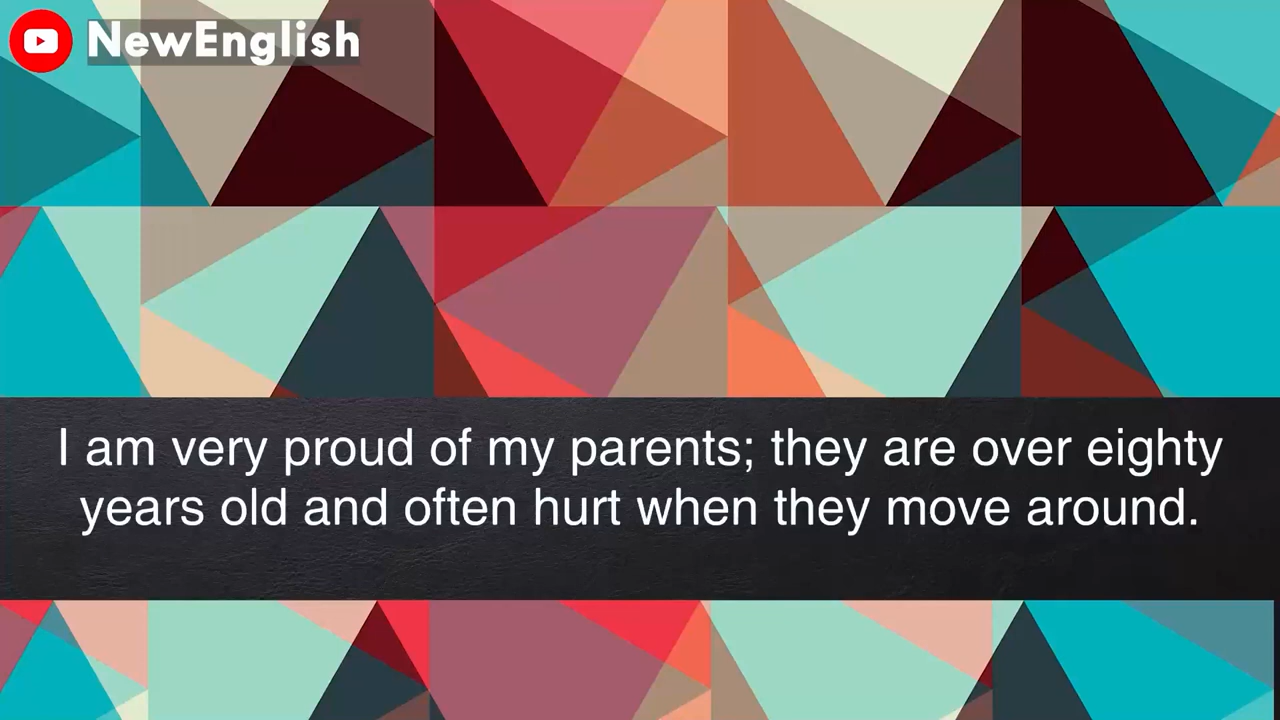 NewEnglish
I am very proud of my parents; they are over eighty
years old and often hurt when they move around.